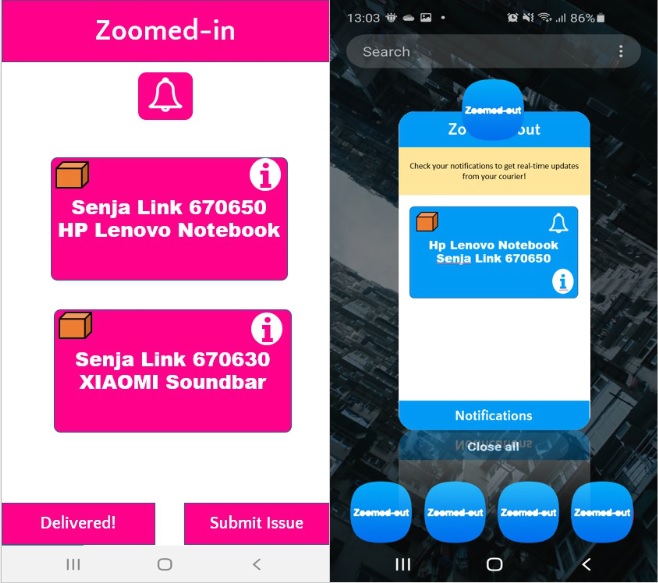 Zoomed-in
Senja Link 670650
HP Lenovo Notebook
Senja Link 670630
XIAOMI Soundbar
Delivered!
Submit Issue
13:03
86%
Search
Zoomed-out
Zo out
Check your notifications to get real-time updates
from your courier!
Hp Lenovo Notebook
Senja Link 670650
Notifications
Notifications
Close all
Zoomed-out
Zoomed-out
Zoomed-out
Zoomed-out